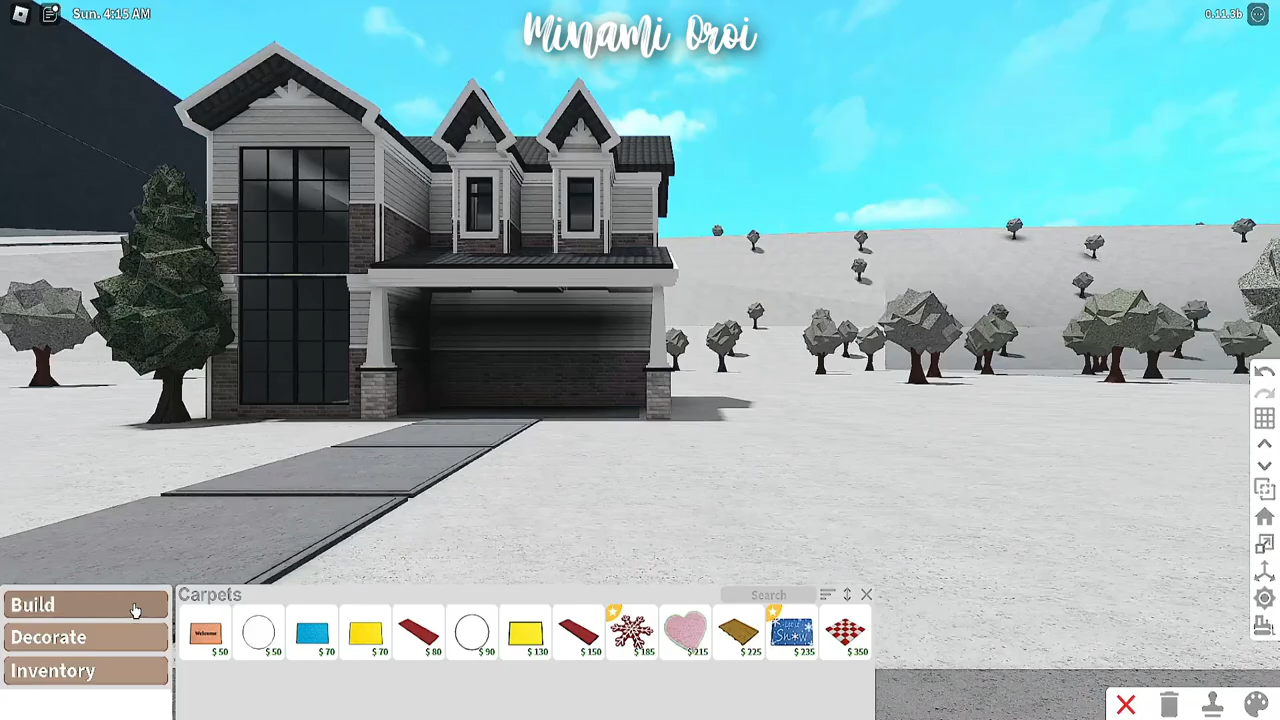 Sun. 4:15 AM
Minami Oroi
0.11.3b
Build
Decorate
Inventory
Carpets
Search
Welcome
$ 50
$ 50
$ 70
$ 70
$ 80
$ 90
$ 130
$ 150
$ 185
$ 215
$ 225
$ 235
$ 350